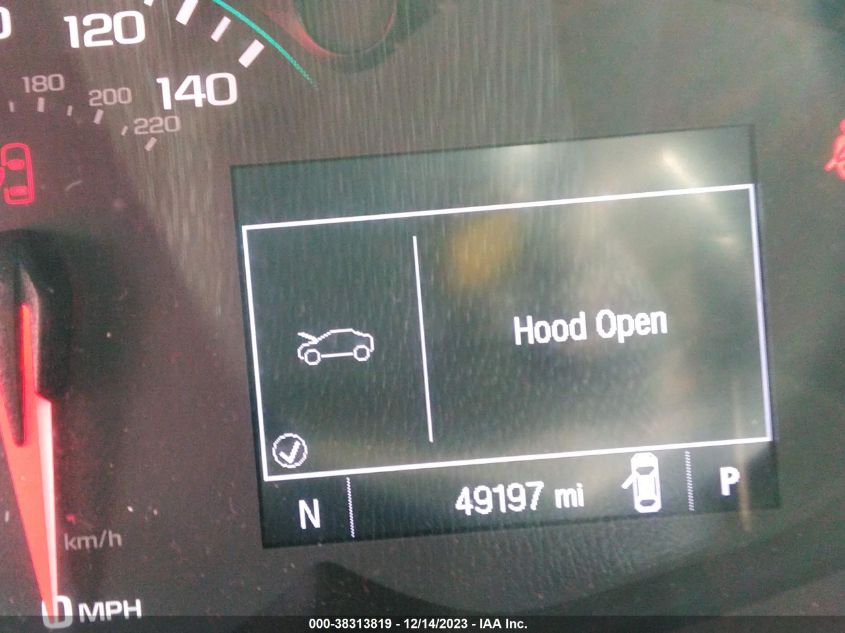 120
140
180
200
220
Hood Open
N
49197 mi
P
km/h
0 MPH
000-38313819 - 12/14/2023 - IAA Inc.